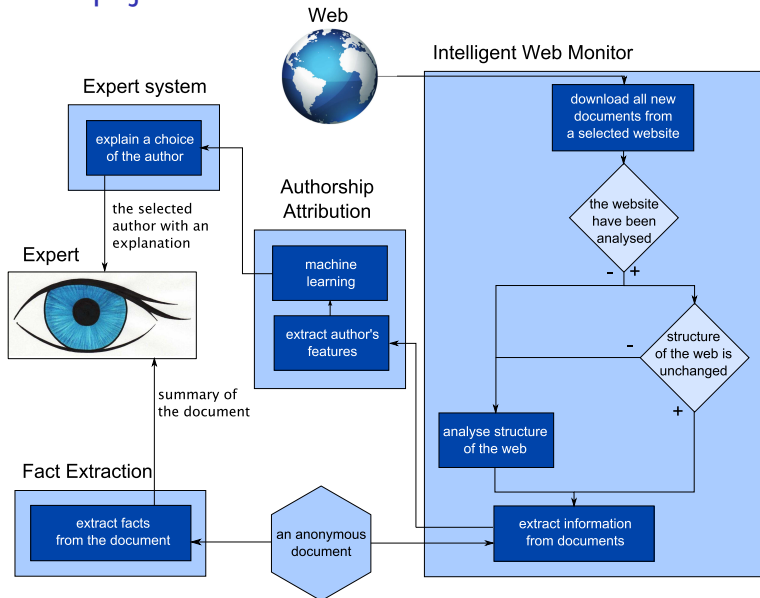 Web
Intelligent Web Monitor
download all new
documents from
a selected website
the website
have been
analysed
-
+
structure
of the web is
unchanged
-
+
analyse structure
of the web
extract information
from documents
Expert system
explain a choice
of the author
the selected
author with an
explanation
Authorship
Attribution
machine
learning
extract author's
features
Expert
summary of
the document
Fact Extraction
extract facts
from the document
an anonymous
document